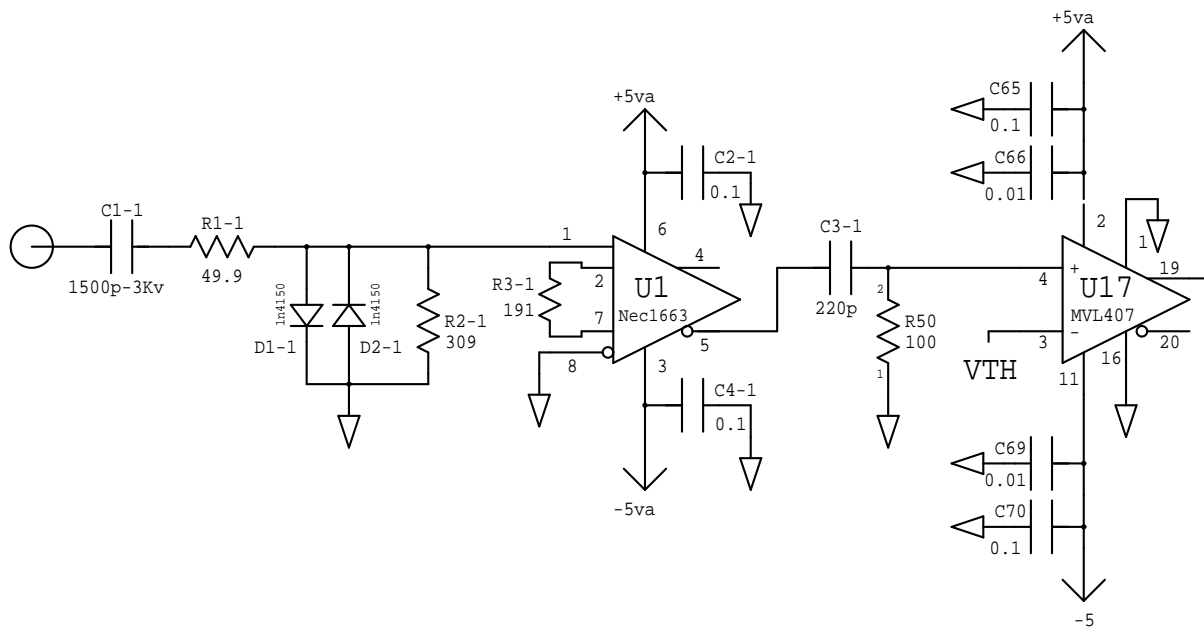 +5va
C65
0.1
+5va
C66
0.01
C2-1
0.1
C1-1
1500p-3Kv
R1-1
49.9
1n4150
1n4150
D1-1
D2-1
R2-1
309
R3-1
191
1
2
7
8
6
4
U1
Nec1663
5
3
C4-1
0.1
-5va
C3-1
220p
2
R50
100
1
2
1
4
+
19
U17
MVL407
-
3
20
VTH
16
11
C69
0.01
C70
0.1
-5